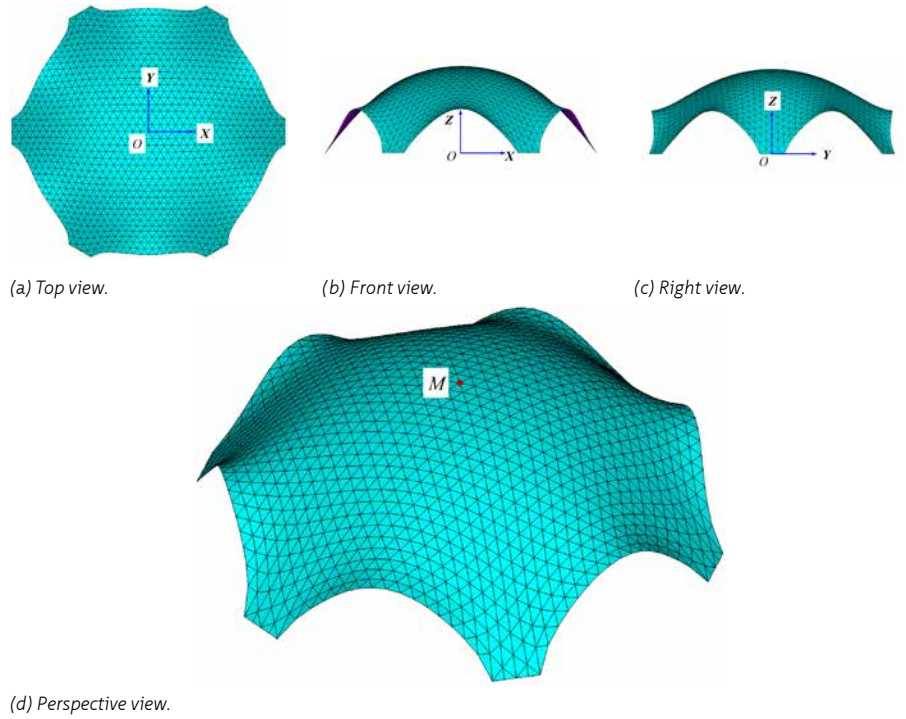 Y
O
X
(a) Top view.
Z
O
X
(b) Front view.
Z
O
Y
(c) Right view.
M
(d) Perspective view.